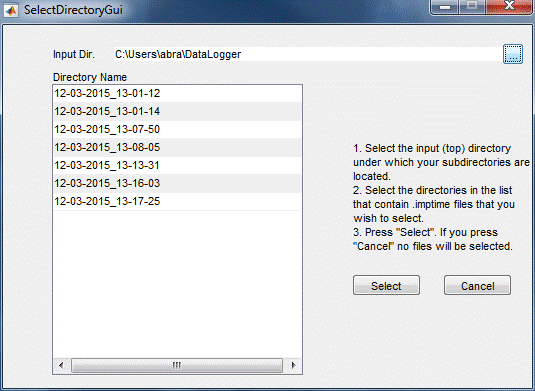 SelectDirectoryGui
Input Dir. C:\Users\abra\DataLogger
...
Directory Name
12-03-2015_13-01-12
12-03-2015_13-01-14
12-03-2015_13-07-50
12-03-2015_13-08-05
12-03-2015_13-13-31
12-03-2015_13-16-03
12-03-2015_13-17-25
1. Select the input (top) directory
under which your subdirectories are
located.
2. Select the directories in the list
that contain .imptime files that you
wish to select.
3. Press "Select". If you press
"Cancel" no files will be selected.
Select Cancel